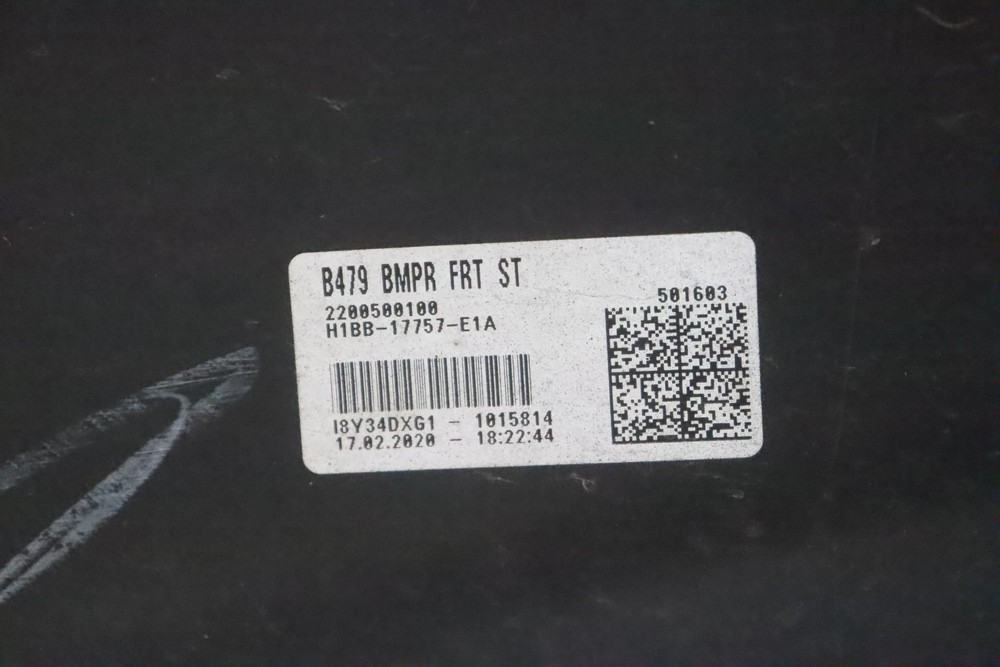 B479 BMPR FRT ST
2200500100
H1BB-17757-E1A
501603
I8Y34DXG1 - 1015814
17.02.2020 - 18:22:44